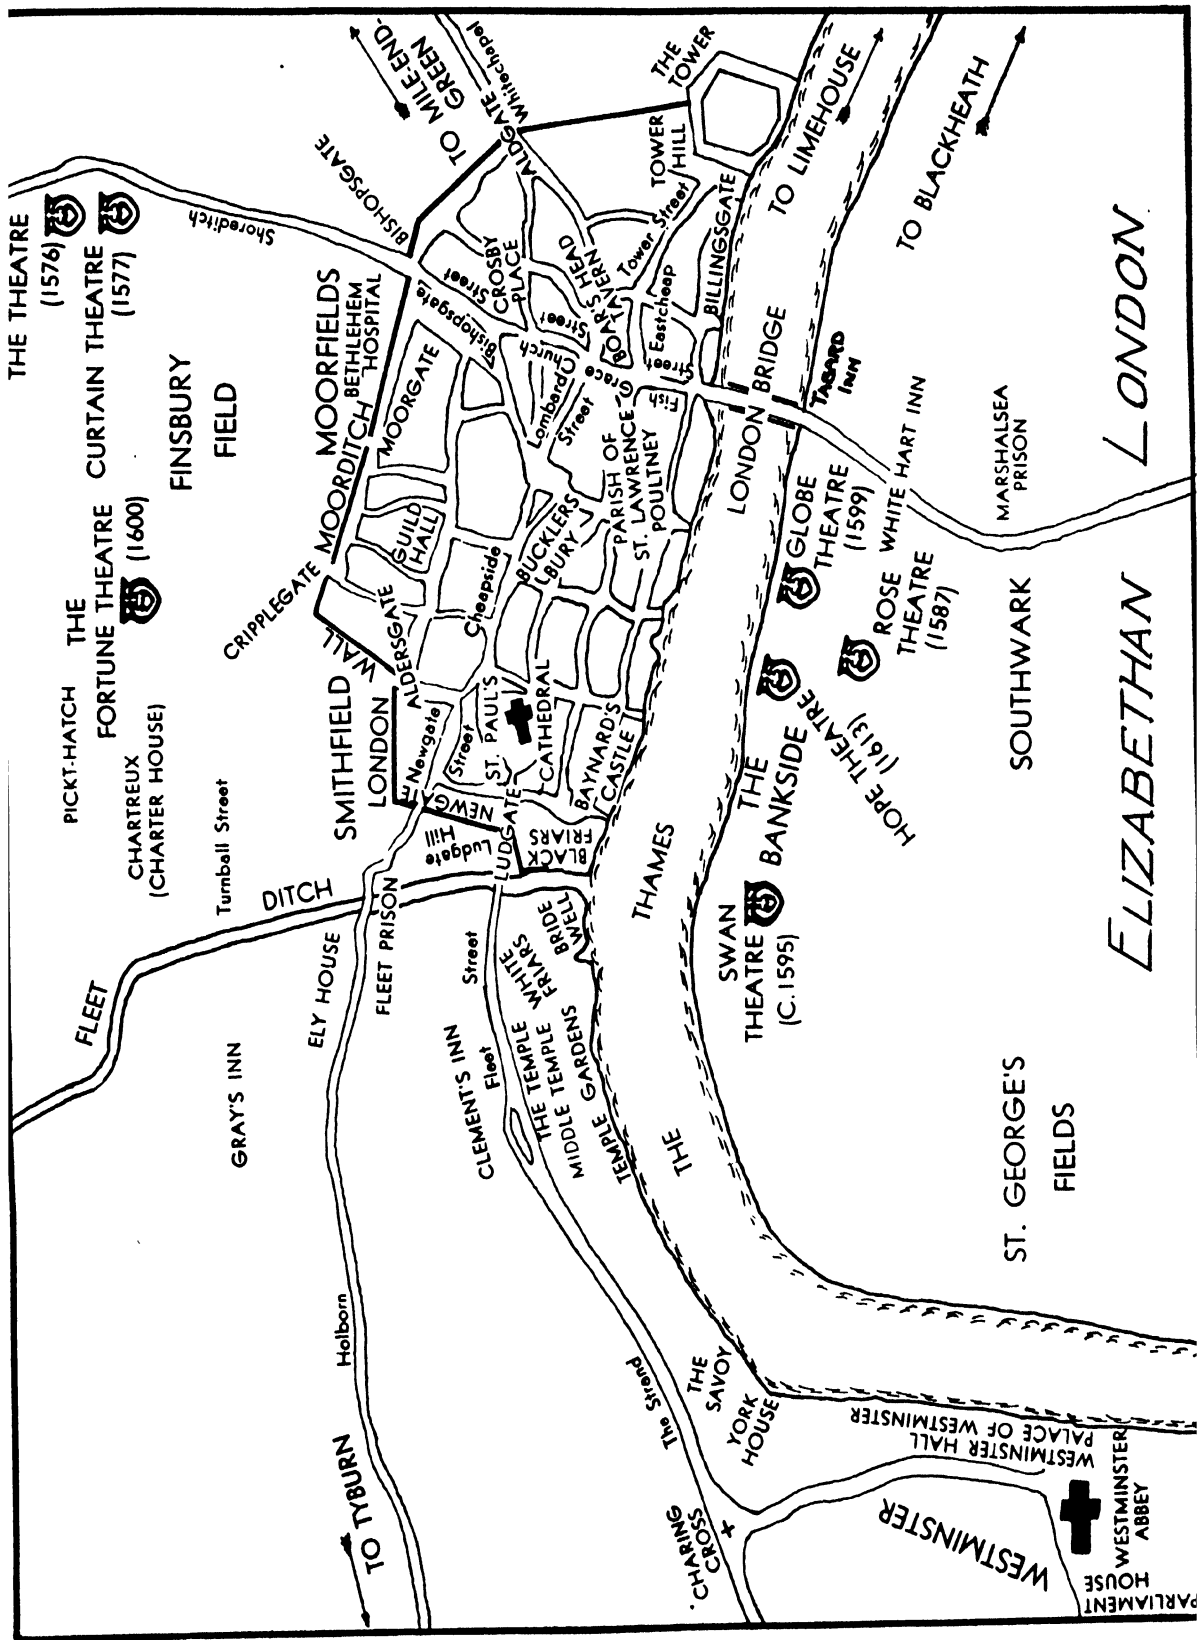 THE THEATRE
(1576)
CURTAIN THEATRE
(1577)
Shoreditch
PICKT-HATCH
THE
FORTUNE THEATRE
(1600)
FINSBURY
FIELD
MOORFIELDS
BETHLEHEM
HOSPITAL
BISHOPSGATE
TO MILE-END-
GREEN
Whitechapel
ALDGATE
CHARTREUX
(CHARTER HOUSE)
Turnball Street
FLEET
DITCH
GRAY'S INN
ELY HOUSE
FLEET PRISON
Holborn
TO TYBURN
SMITHFIELD
LONDON
WALL
CRIPPLEGATE
MOORDITCH
MOORGATE
ALDERSGATE
GUILD
HALL
Bishopsgate
Street
CROSBY
PLACE
Newgate
Street
NEWGATE
Cheapside
BUCKLERS
BURY
Lombard
Street
Grace
Church
Street
BOAR'S HEAD
TAVERN
Eastcheap
Tower Street
TOWER
HILL
THE
TOWER
BILLINGSGATE
Fish
Street
PARISH OF
ST. LAWRENCE
POULTNEY
ST. PAUL'S
CATHEDRAL
BAYNARD'S
CASTLE
LUDGATE
Ludgate
Hill
BLACK
FRIARS
BRIDE
WELL
WHITE
FRIARS
Fleet
Street
CLEMENT'S INN
THE TEMPLE
MIDDLE TEMPLE
TEMPLE GARDENS
The Strand
THE
SAVOY
YORK
HOUSE
CHARING
CROSS
WESTMINSTER
WESTMINSTER HALL
PALACE OF WESTMINSTER
WESTMINSTER
ABBEY
PARLIAMENT
HOUSE
THE
THAMES
LONDON
BRIDGE
TO LIMEHOUSE
TO BLACKHEATH
SWAN
THEATRE
(C.1595)
THE
BANKSIDE
HOPE THEATRE
(1613)
ROSE
THEATRE
(1587)
GLOBE
THEATRE
(1599)
TABARD
INN
WHITE HART INN
MARSHALSEA
PRISON
SOUTHWARK
ST. GEORGE'S
FIELDS
ELIZABETHAN LONDON